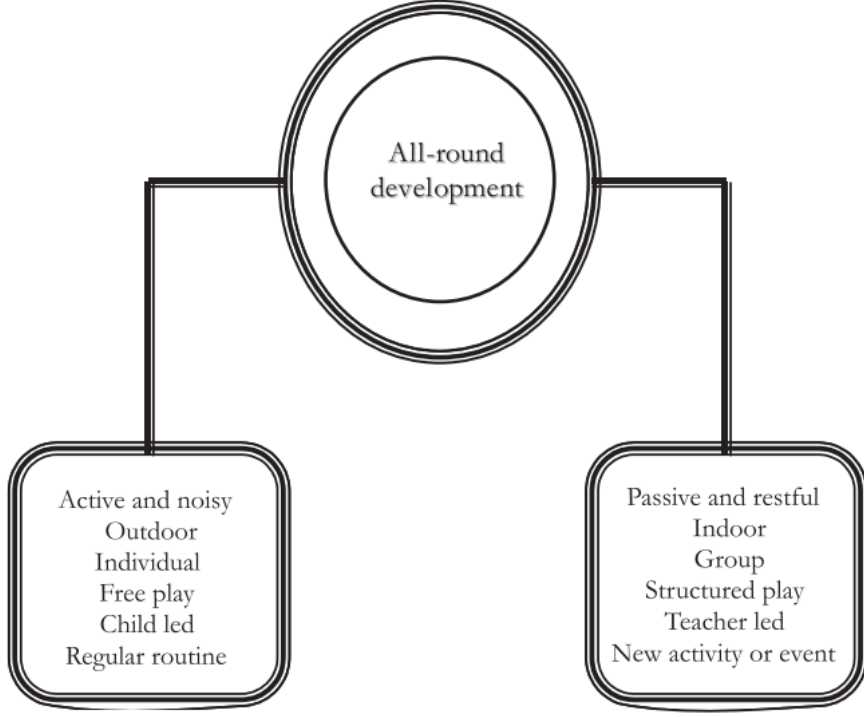 All-round
development
Active and noisy
Outdoor
Individual
Free play
Child led
Regular routine
Passive and restful
Indoor
Group
Structured play
Teacher led
New activity or event